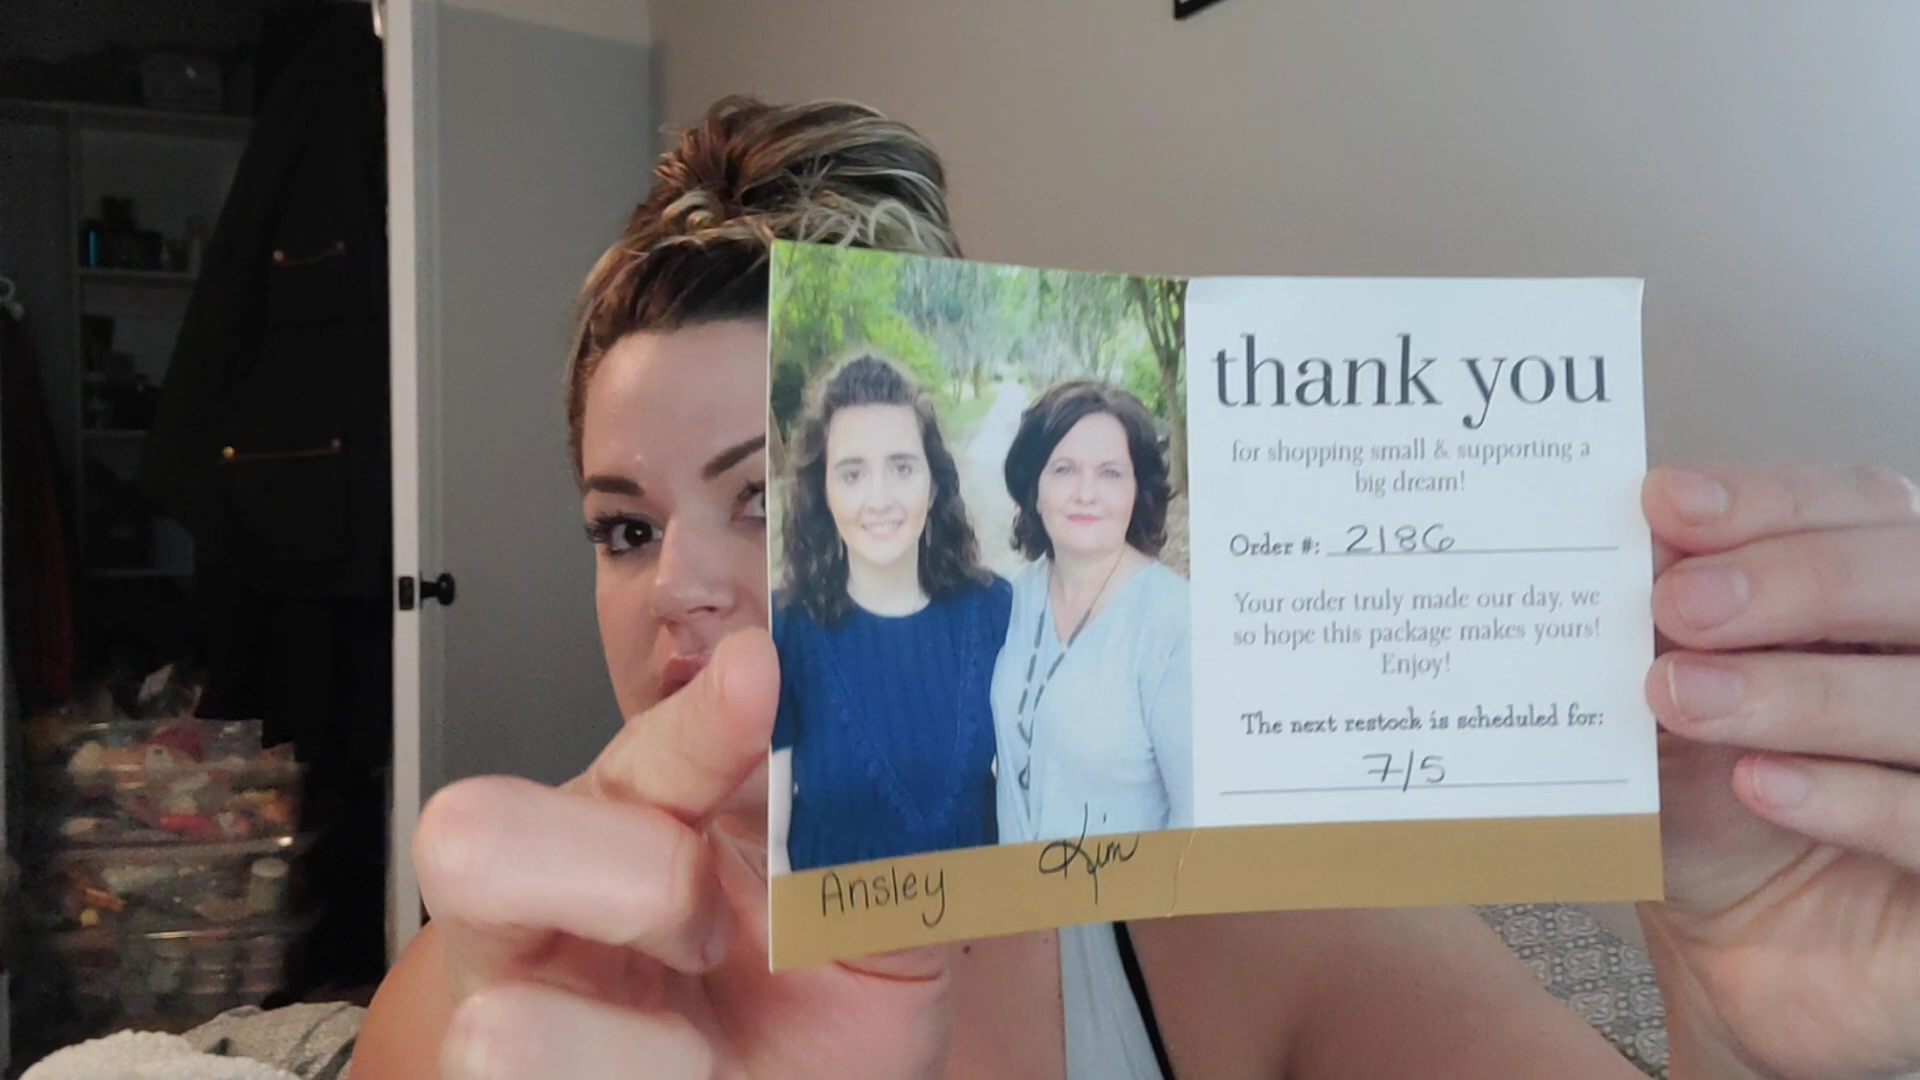 thank you
for shopping small & supporting a
big dream!
Order #: 2186
Your order truly made our day, we
so hope this package makes yours!
Enjoy!
The next restock is scheduled for:
7/5
Ansley Kim